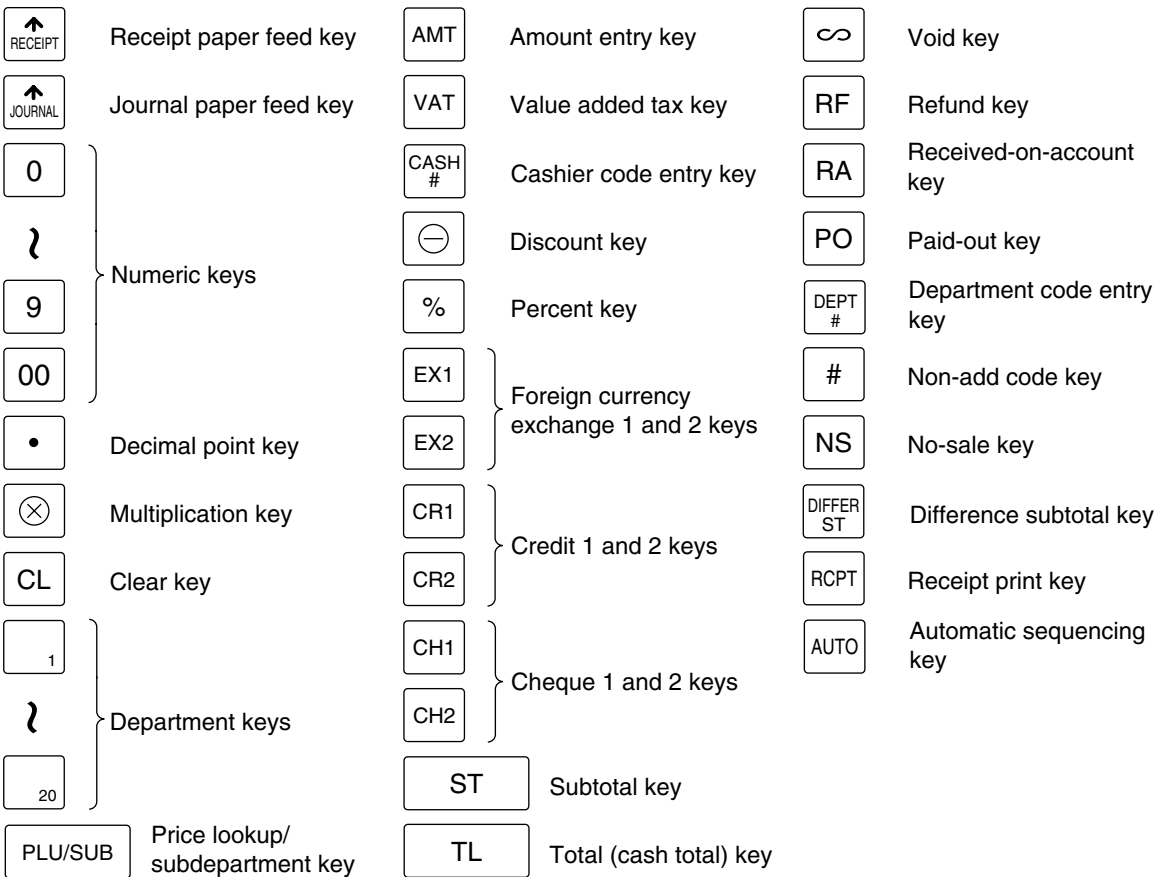 RECEIPT
Receipt paper feed key
JOURNAL
Journal paper feed key
0
9
00
Numeric keys
•
Decimal point key
Multiplication key
CL
Clear key
1
20
Department keys
PLU/SUB
Price lookup/
subdepartment key
AMT
Amount entry key
VAT
Value added tax key
CASH
#
Cashier code entry key
Discount key
%
Percent key
EX1
EX2
Foreign currency
exchange 1 and 2 keys
CR1
CR2
Credit 1 and 2 keys
CH1
CH2
Cheque 1 and 2 keys
ST
Subtotal key
TL
Total (cash total) key
Void key
RF
Refund key
RA
Received-on-account
key
PO
Paid-out key
DEPT
#
Department code entry
key
#
Non-add code key
NS
No-sale key
DIFFER
ST
Difference subtotal key
RCPT
Receipt print key
AUTO
Automatic sequencing
key